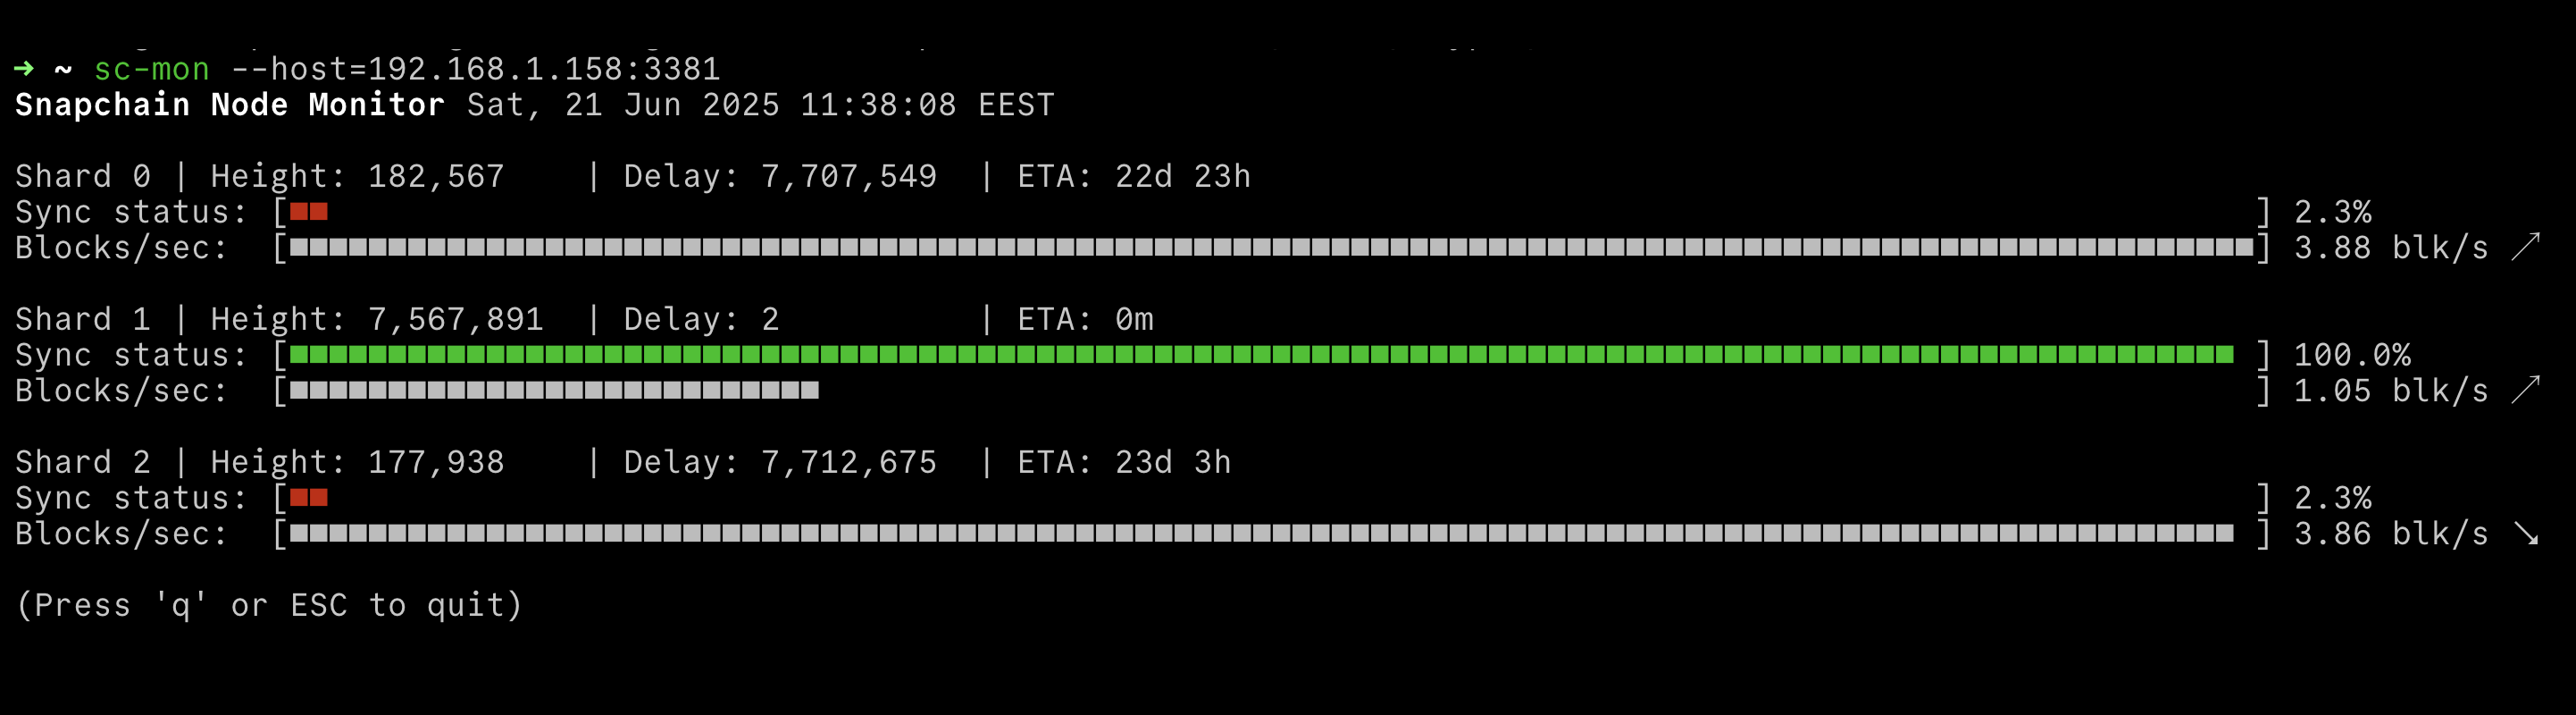 ➜ ~ sc-mon --host=192.168.1.158:3381
Snapchain Node Monitor Sat, 21 Jun 2025 11:38:08 EEST
Shard 0 | Height: 182,567 | Delay: 7,707,549 | ETA: 22d 23h
Sync status: [■■ ] 2.3%
Blocks/sec: [■■■■■■■■■■■■■■■■■■■■■■■■■■■■■■■■■■■■■■■■■■■■■■■■■■■■■■■■■■■■■■■■■■■■■■■■■■■■■■■■■■■■■■■■■■■■■■■■■■■■] 3.88 blk/s ↗
Shard 1 | Height: 7,567,891 | Delay: 2 | ETA: 0m
Sync status: [■■■■■■■■■■■■■■■■■■■■■■■■■■■■■■■■■■■■■■■■■■■■■■■■■■■■■■■■■■■■■■■■■■■■■■■■■■■■■■■■■■■■■■■■■■■■■■■■■■■ ] 100.0%
Blocks/sec: [■■■■■■■■■■■■■■■■■■■■■■■■■■■ ] 1.05 blk/s ↗
Shard 2 | Height: 177,938 | Delay: 7,712,675 | ETA: 23d 3h
Sync status: [■■ ] 2.3%
Blocks/sec: [■■■■■■■■■■■■■■■■■■■■■■■■■■■■■■■■■■■■■■■■■■■■■■■■■■■■■■■■■■■■■■■■■■■■■■■■■■■■■■■■■■■■■■■■■■■■■■■■■■■ ] 3.86 blk/s ↘
(Press 'q' or ESC to quit)